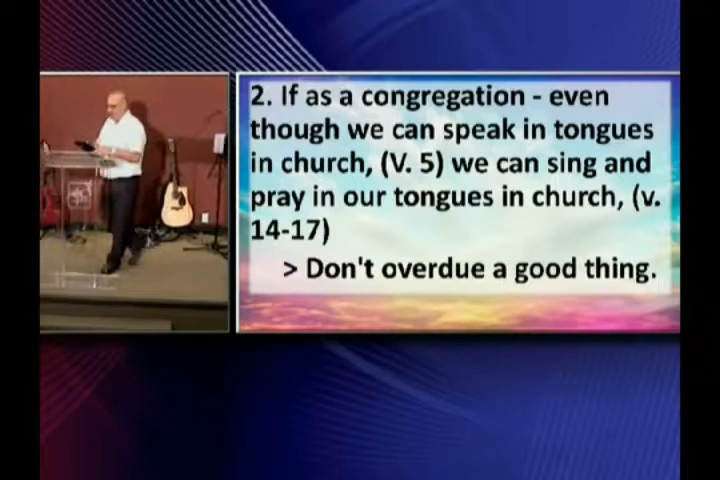 2. If as a congregation - even
though we can speak in tongues
in church, (V. 5) we can sing and
pray in our tongues in church, (v.
14-17)
> Don't overdue a good thing.